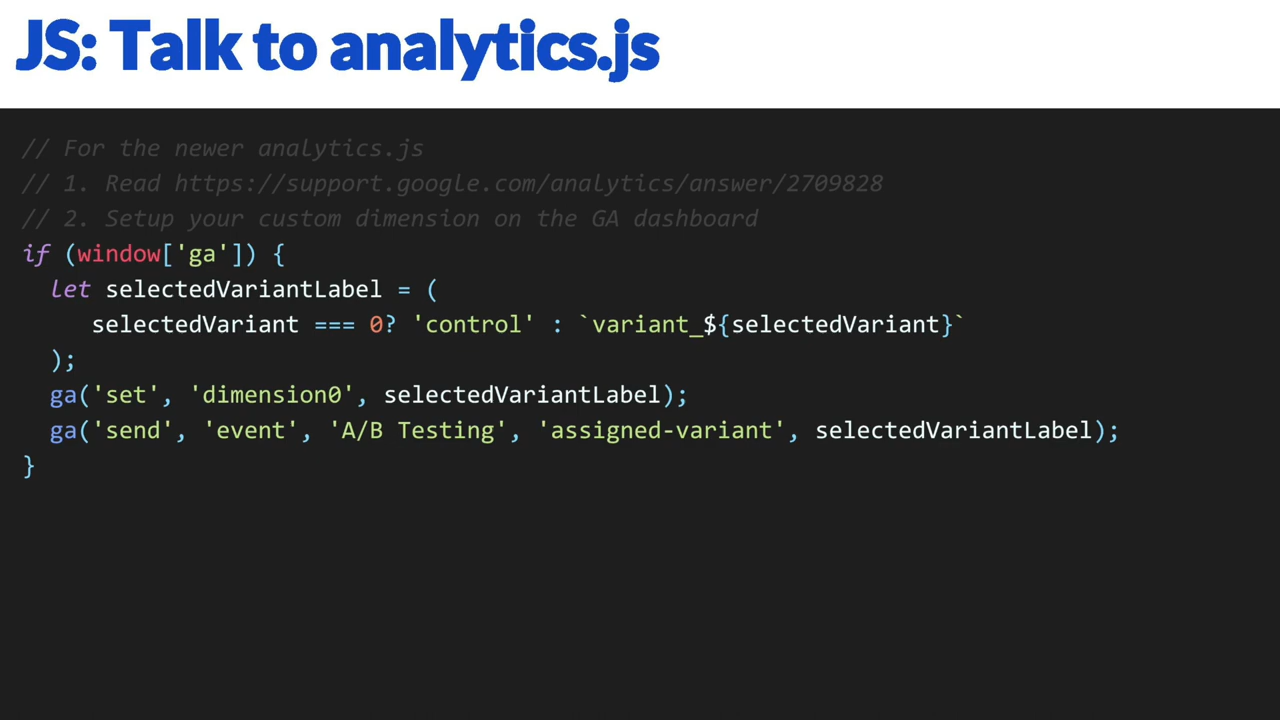 JS: Talk to analytics.js
// For the newer analytics.js
// 1. Read https://support.google.com/analytics/answer/2709828
// 2. Setup your custom dimension on the GA dashboard
if (window['ga']) {
  let selectedVariantLabel = (
     selectedVariant === 0? 'control' : `variant_${selectedVariant}`
  );
  ga('set', 'dimension0', selectedVariantLabel);
  ga('send', 'event', 'A/B Testing', 'assigned-variant', selectedVariantLabel);
}